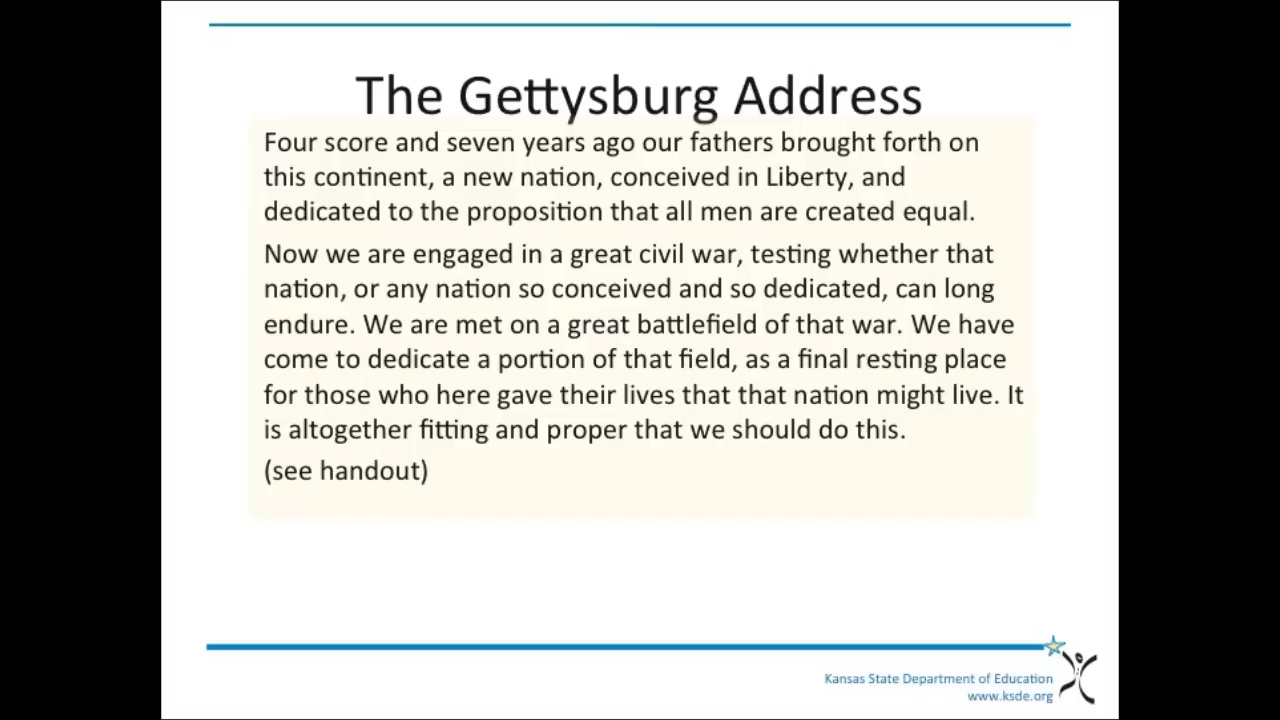 The Gettysburg Address
Four score and seven years ago our fathers brought forth on
this continent, a new nation, conceived in Liberty, and
dedicated to the proposition that all men are created equal.
Now we are engaged in a great civil war, testing whether that
nation, or any nation so conceived and so dedicated, can long
endure. We are met on a great battlefield of that war. We have
come to dedicate a portion of that field, as a final resting place
for those who here gave their lives that that nation might live. It
is altogether fitting and proper that we should do this.
(see handout)
Kansas State Department of Education
www.ksde.org